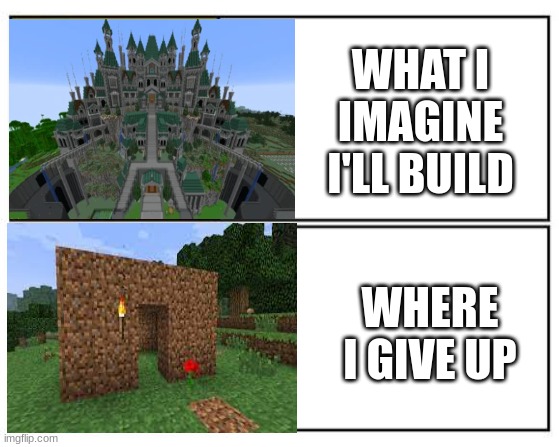 WHAT I
IMAGINE
I'LL BUILD
WHERE
I GIVE UP
imgflip.com